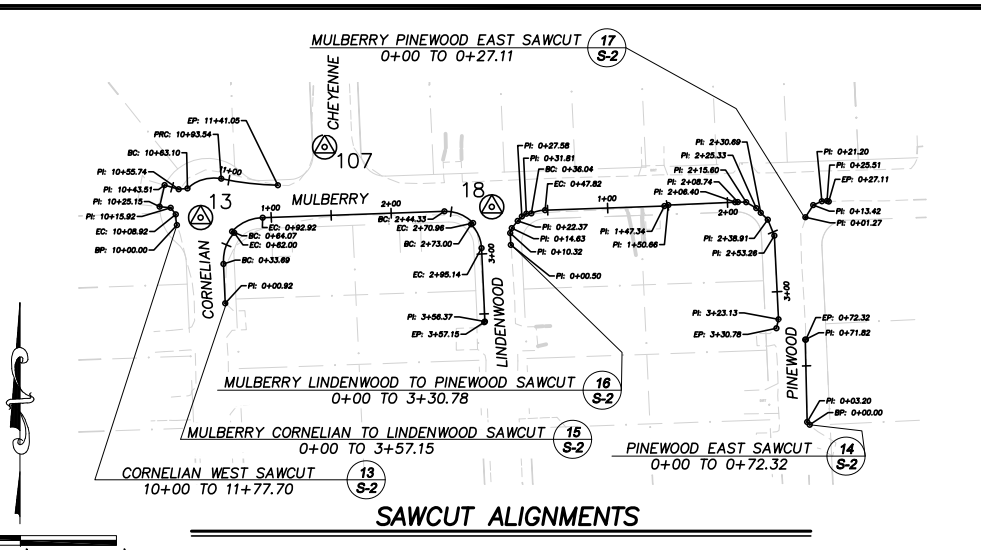 MULBERRY PINEWOOD EAST SAWCUT
0+00 TO 0+27.11
17
S-2
CHEYENNE
107
EP: 11+41.05
PRC: 10+93.54
BC: 10+63.10
PI: 10+55.74
PI: 10+43.51
PI: 10+25.15
PI: 10+15.92
EC: 10+08.92
BP: 10+00.00
11+00
13
CORNELIAN
MULBERRY
1+00
2+00
EC: 0+92.92
BC: 0+64.07
EC: 0+62.00
BC: 0+33.69
PI: 0+00.92
18
BC: 2+44.33
EC: 2+70.96
BC: 2+73.00
EC: 2+95.14
3+00
PI: 3+56.37
EP: 3+57.15
LINDENWOOD
PI: 0+27.58
PI: 0+31.81
BC: 0+36.04
EC: 0+47.82
PI: 0+22.37
PI: 0+14.63
PI: 0+10.32
PI: 0+00.50
1+00
PI: 1+47.34
PI: 1+50.66
PI: 2+30.69
PI: 2+25.33
PI: 2+15.60
PI: 2+08.74
PI: 2+06.40
2+00
PI: 2+38.91
PI: 2+53.26
3+00
PI: 3+23.13
EP: 3+30.78
PINEWOOD
PI: 0+21.20
PI: 0+25.51
EP: 0+27.11
PI: 0+13.42
PI: 0+01.27
EP: 0+72.32
PI: 0+71.82
PI: 0+03.20
BP: 0+00.00
MULBERRY LINDENWOOD TO PINEWOOD SAWCUT
0+00 TO 3+30.78
16
S-2
MULBERRY CORNELIAN TO LINDENWOOD SAWCUT
0+00 TO 3+57.15
15
S-2
PINEWOOD EAST SAWCUT
0+00 TO 0+72.32
14
S-2
CORNELIAN WEST SAWCUT
10+00 TO 11+77.70
13
S-2
SAWCUT ALIGNMENTS